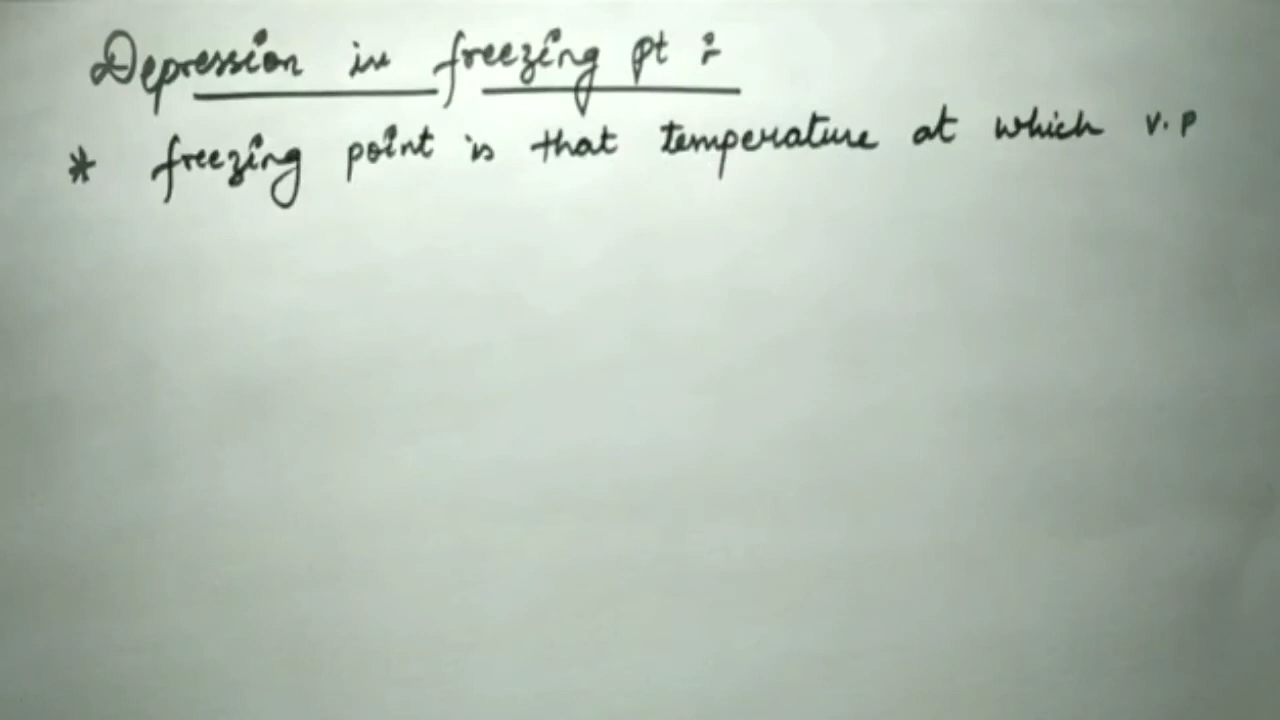 Depression in freezing pt :-
* freezing point is that temperature at which v.p